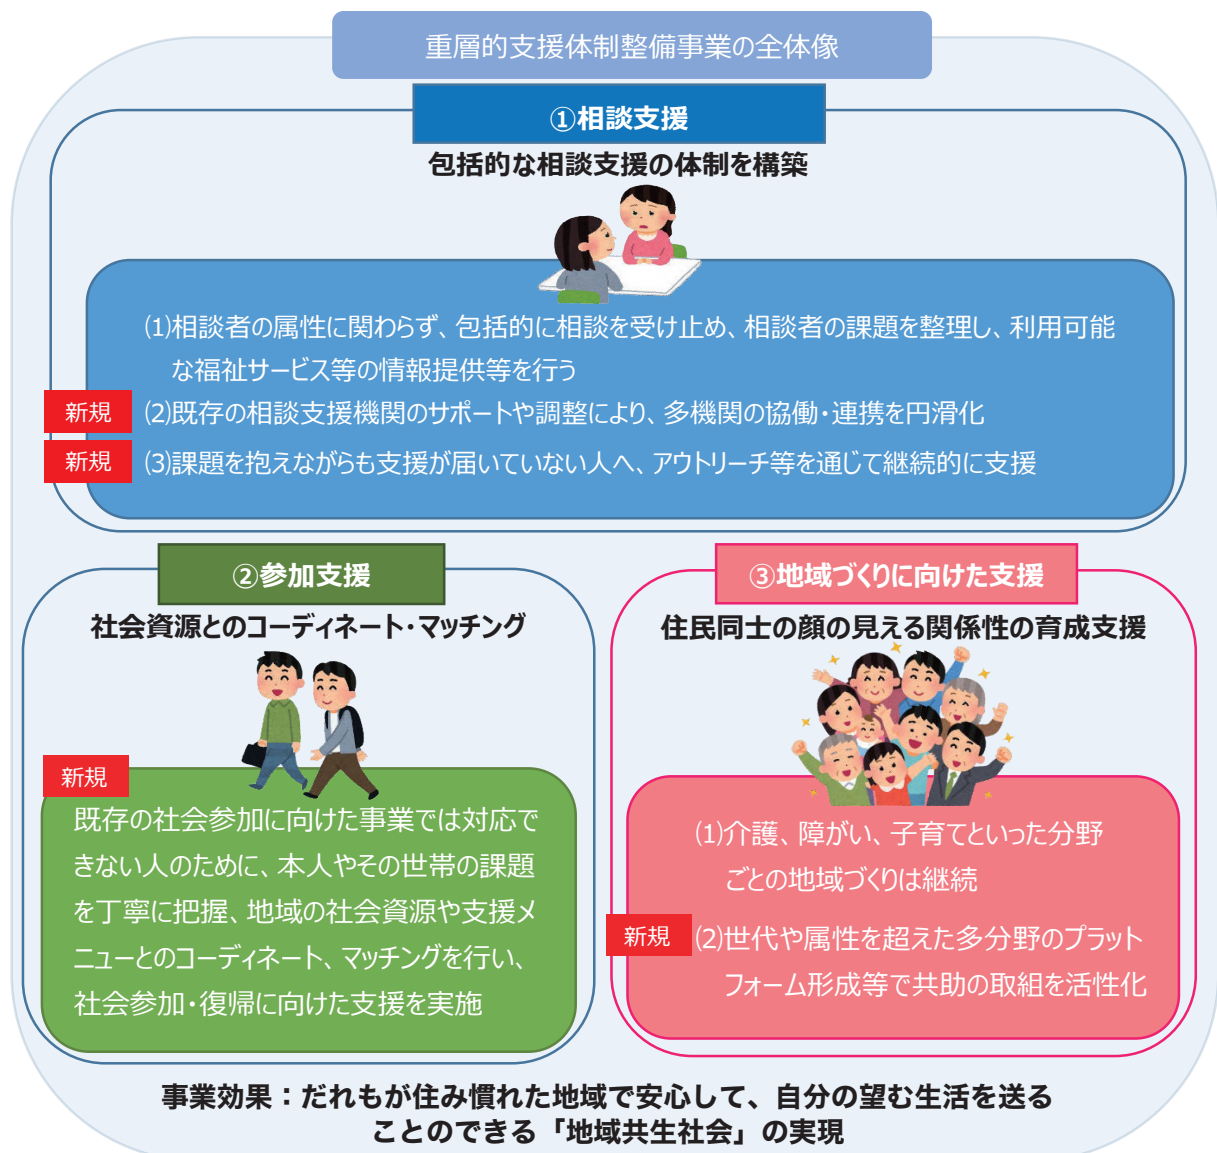 重層的支援体制整備事業の全体像
①相談支援
包括的な相談支援の体制を構築
⑴相談者の属性に関わらず、包括的に相談を受け止め、相談者の課題を整理し、利用可能
な福祉サービス等の情報提供等を行う
新規
⑵既存の相談支援機関のサポートや調整により、多機関の協働・連携を円滑化
新規
⑶課題を抱えながらも支援が届いていない人へ、アウトリーチ等を通じて継続的に支援
②参加支援
社会資源とのコーディネート・マッチング
新規
既存の社会参加に向けた事業では対応で
きない人のために、本人やその世帯の課題
を丁寧に把握、地域の社会資源や支援メ
ニューとのコーディネート、マッチングを行い、
社会参加・復帰に向けた支援を実施
③地域づくりに向けた支援
住民同士の顔の見える関係性の育成支援
⑴介護、障がい、子育てといった分野
ごとの地域づくりは継続
新規
⑵世代や属性を超えた多分野のプラット
フォーム形成等で共助の取組を活性化
事業効果：だれもが住み慣れた地域で安心して、自分の望む生活を送る
ことのできる「地域共生社会」の実現